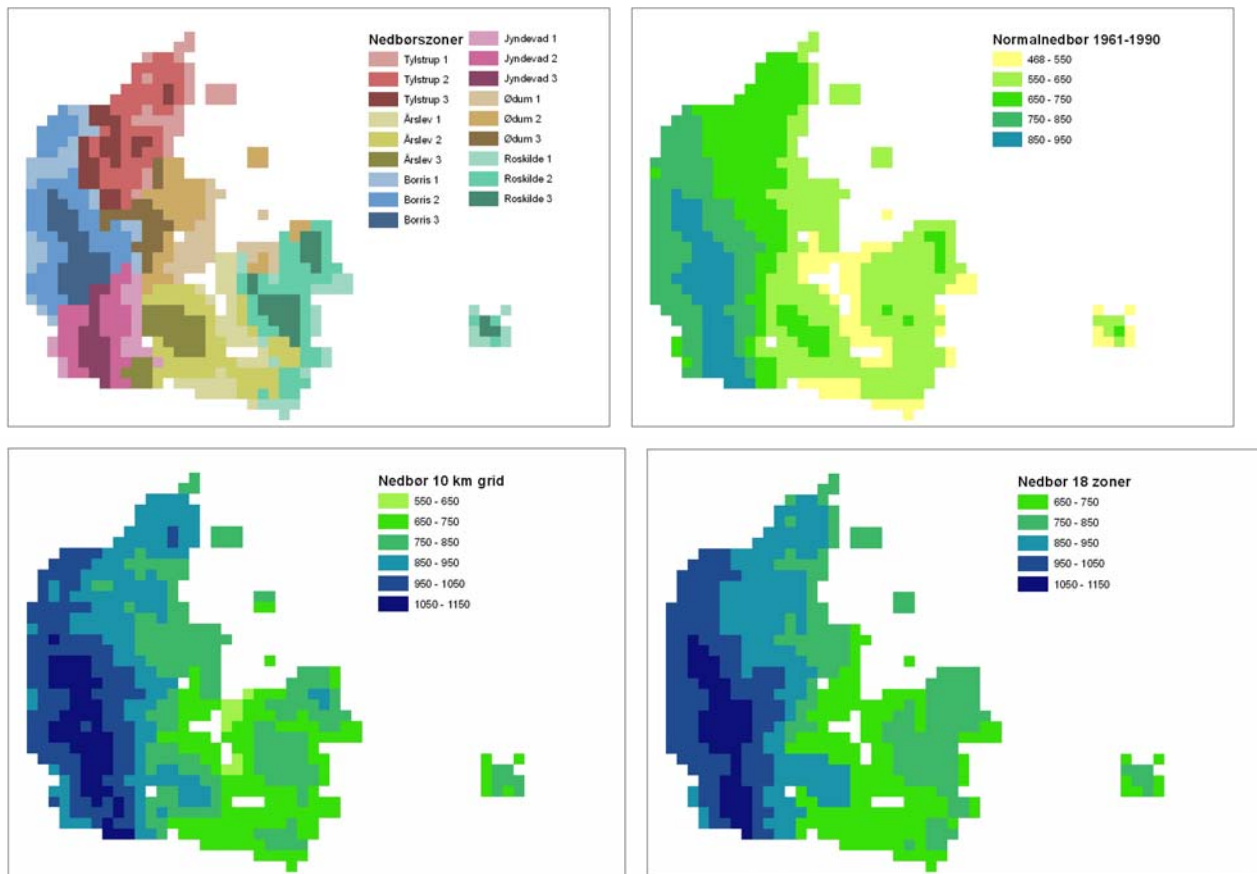 Nedbørszoner
Tylstrup 1
Tylstrup 2
Tylstrup 3
Årslev 1
Årslev 2
Årslev 3
Borris 1
Borris 2
Borris 3
Jyndevad 1
Jyndevad 2
Jyndevad 3
Ødum 1
Ødum 2
Ødum 3
Roskilde 1
Roskilde 2
Roskilde 3
Normalnedbør 1961-1990
468 - 550
550 - 650
650 - 750
750 - 850
850 - 950
Nedbør 10 km grid
550 - 650
650 - 750
750 - 850
850 - 950
950 - 1050
1050 - 1150
Nedbør 18 zoner
650 - 750
750 - 850
850 - 950
950 - 1050
1050 - 1150